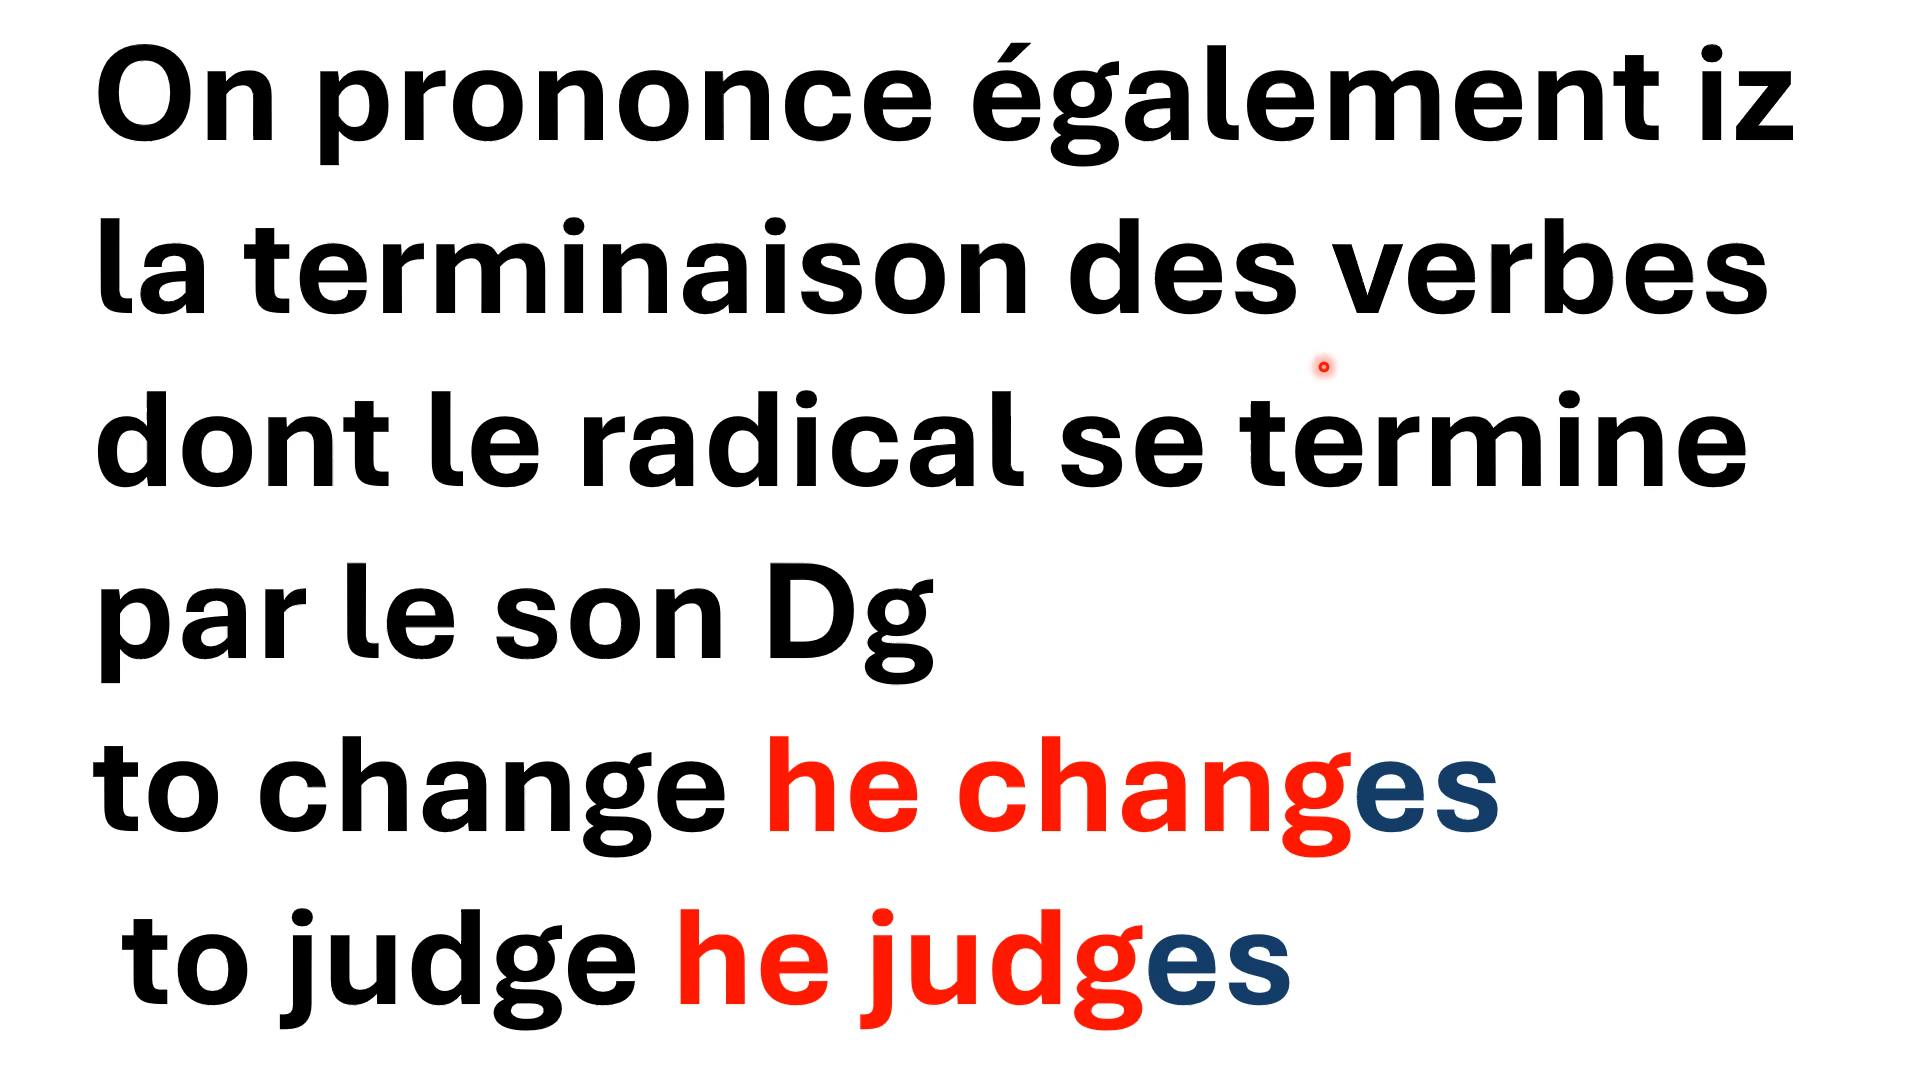 On prononce également iz
la terminaison des verbes
dont le radical se termine
par le son Dg
to change he changes
to judge he judges